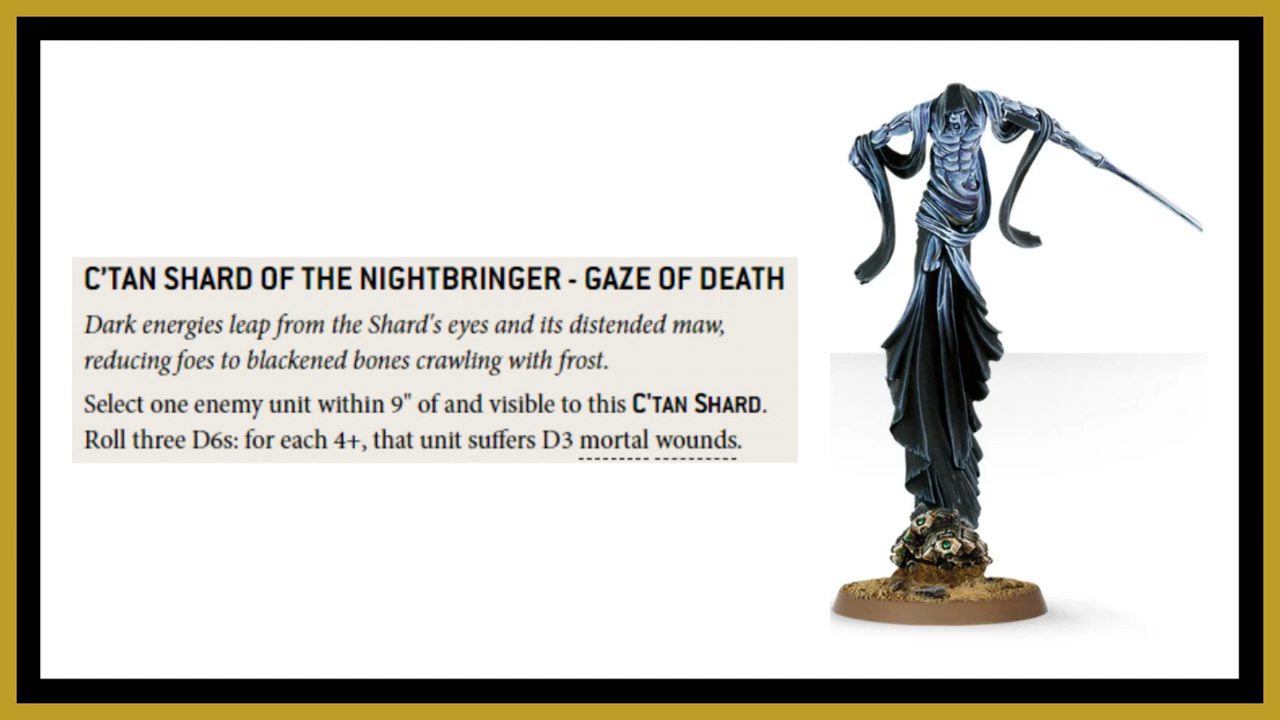 C'TAN SHARD OF THE NIGHTBRINGER - GAZE OF DEATH
Dark energies leap from the Shard's eyes and its distended maw,
reducing foes to blackened bones crawling with frost.
Select one enemy unit within 9" of and visible to this C'TAN SHARD.
Roll three D6s: for each 4+, that unit suffers D3 mortal wounds.